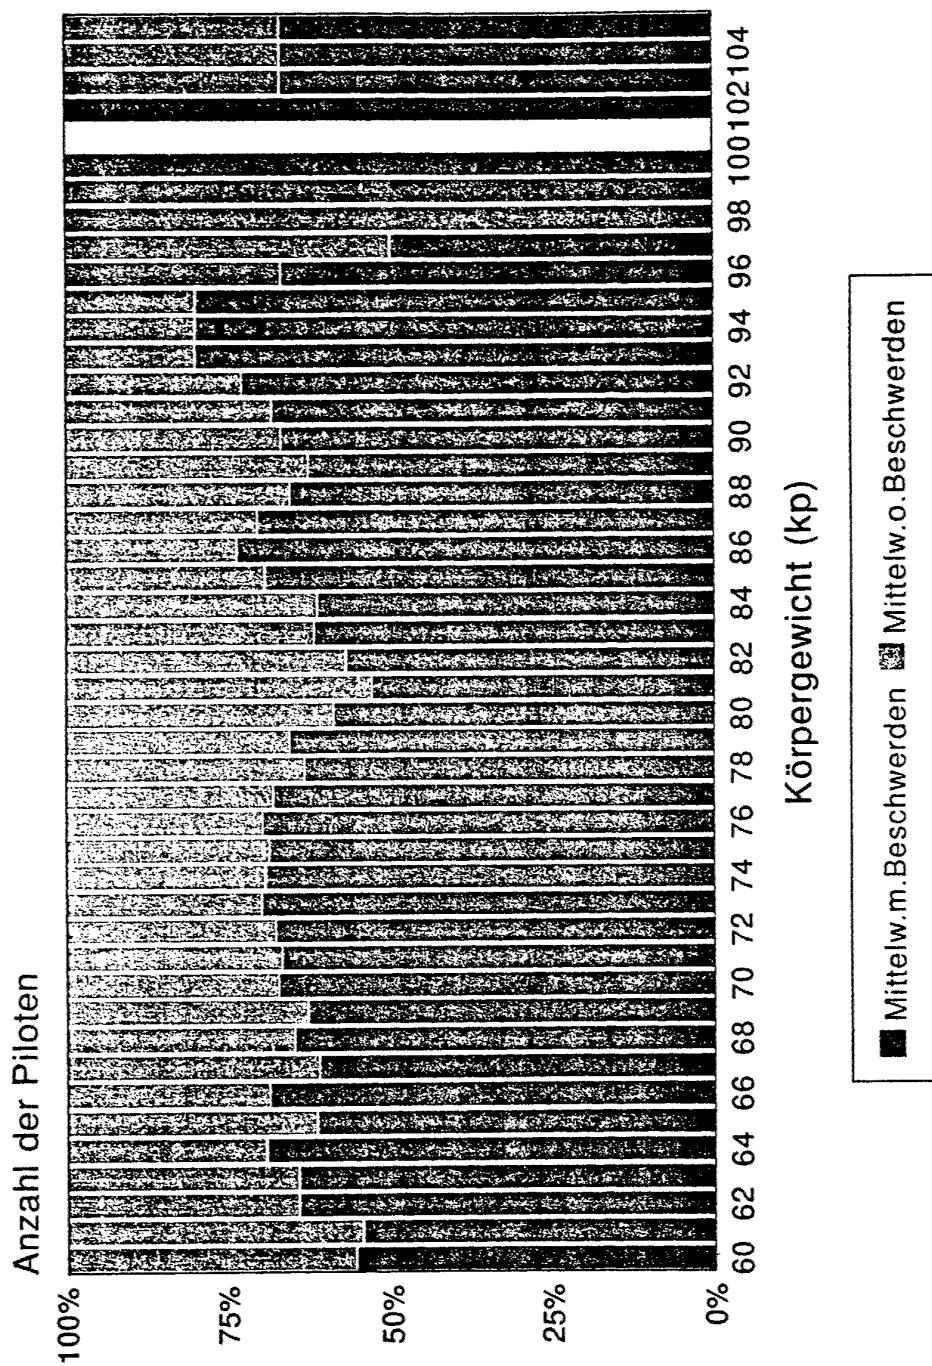 Anzahl der Piloten
100%
75%
50%
25%
0%
60 62 64 66 68 70 72 74 76 78 80 82 84 86 88 90 92 94 96 98 100102104
Körpergewicht (kp)
Mittelw.m.Beschwerden Mittelw.o.Beschwerden